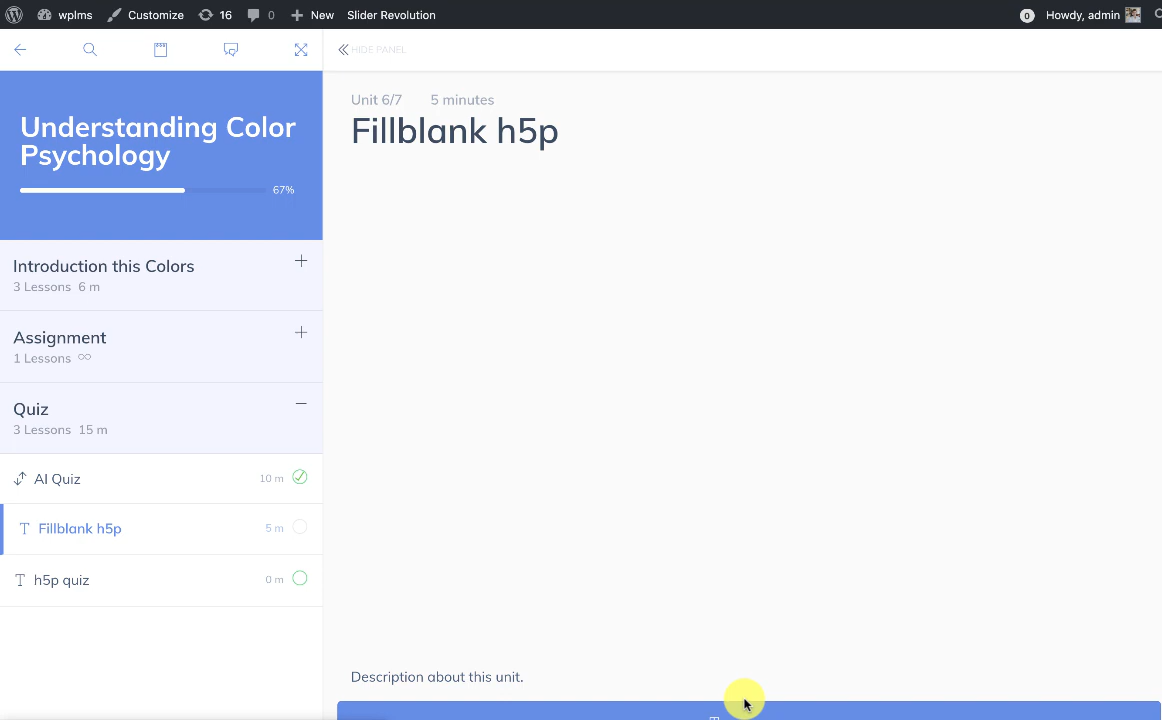 wplms
Customize
16
0
New
Slider Revolution
0
Howdy, admin
HIDE PANEL
Understanding Color
Psychology
67%
Introduction this Colors
3 Lessons 6 m
Assignment
1 Lessons ∞
Quiz
3 Lessons 15 m
AI Quiz
10 m
T Fillblank h5p
5 m
T h5p quiz
0 m
Unit 6/7 5 minutes
Fillblank h5p
Description about this unit.